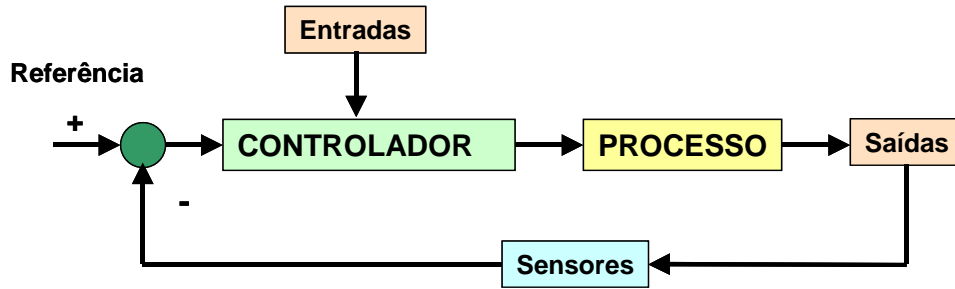 Entradas
Referência
+
CONTROLADOR
PROCESSO
Saídas
-
Sensores